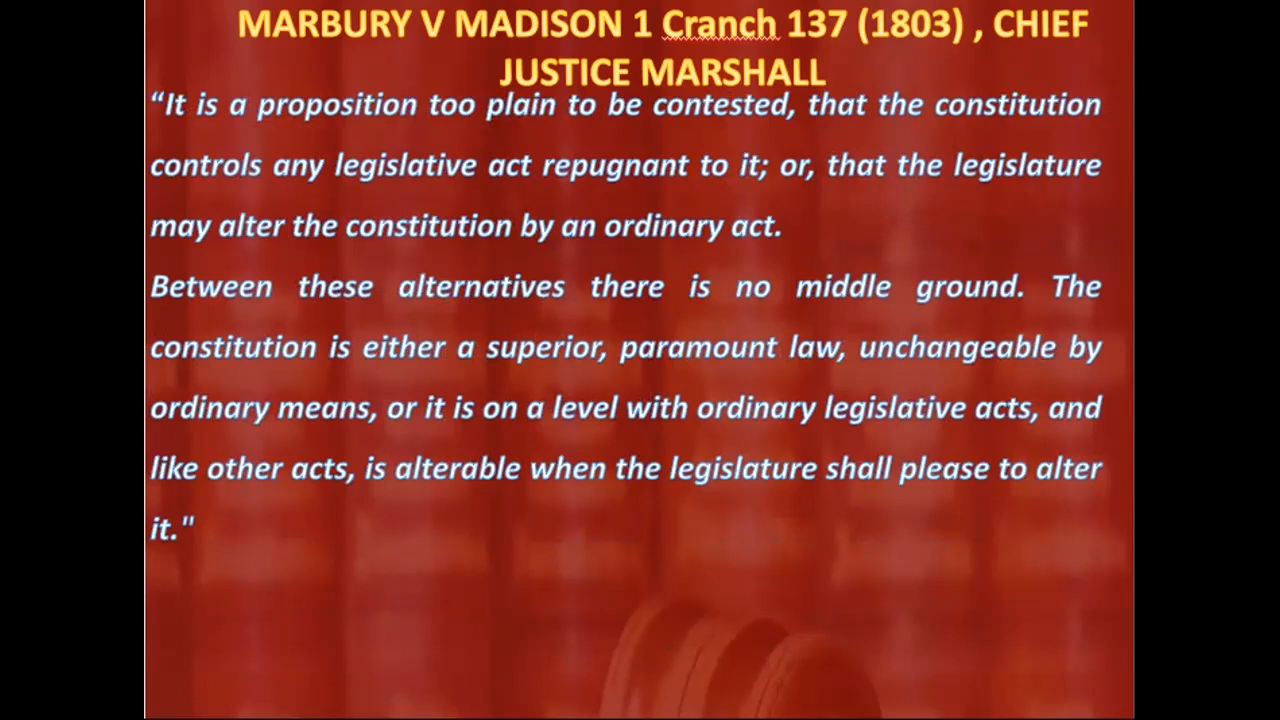 MARBURY V MADISON 1 Cranch 137 (1803) , CHIEF
JUSTICE MARSHALL
“It is a proposition too plain to be contested, that the constitution
controls any legislative act repugnant to it; or, that the legislature
may alter the constitution by an ordinary act.
Between these alternatives there is no middle ground. The
constitution is either a superior, paramount law, unchangeable by
ordinary means, or it is on a level with ordinary legislative acts, and
like other acts, is alterable when the legislature shall please to alter
it."